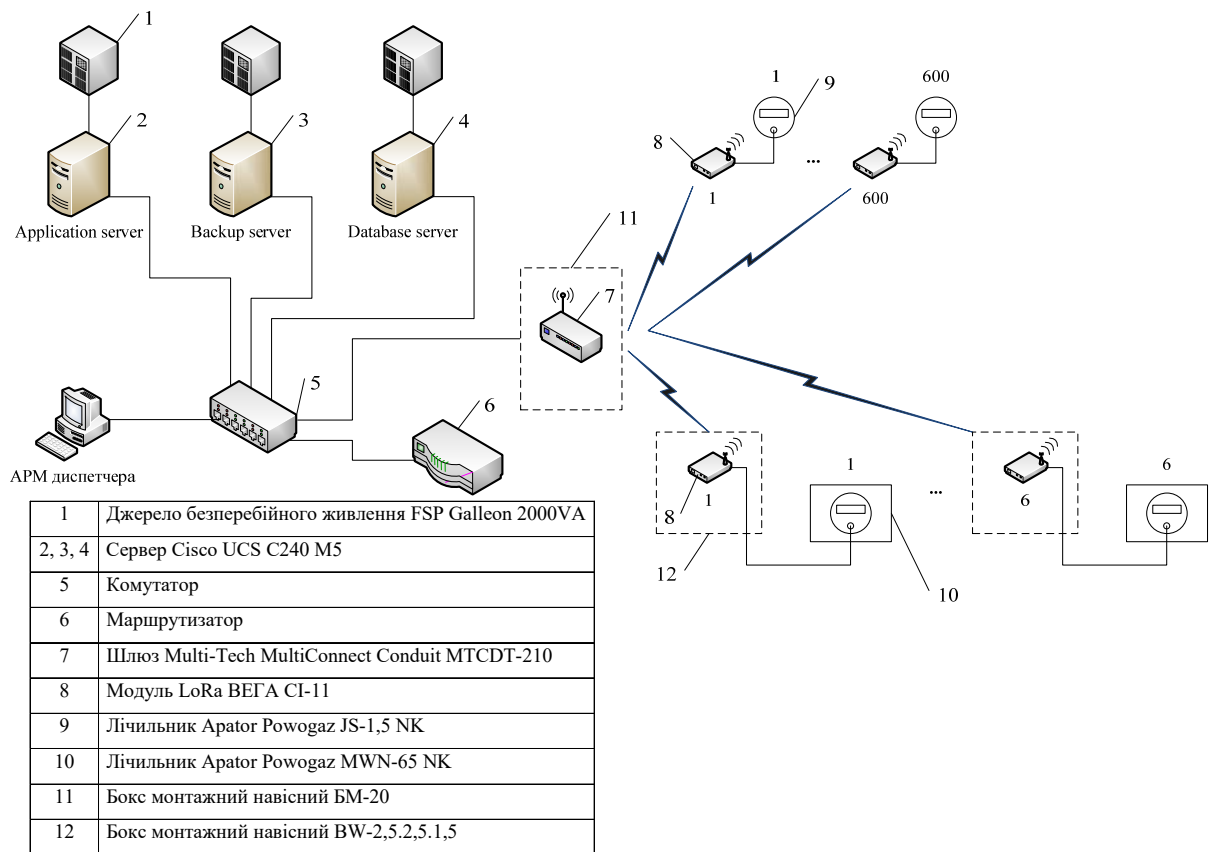 1
2
3
4
Application server
Backup server
Database server
5
6
АРМ диспетчера
11
7
1
9
600
8
...
1
600
1
6
1
...
6
8
12
10
1 Джерело безперебійного живлення FSP Galleon 2000VA
2, 3, 4 Сервер Cisco UCS C240 M5
5 Комутатор
6 Маршрутизатор
7 Шлюз Multi-Tech MultiConnect Conduit MTCDT-210
8 Модуль LoRa ВЕГА СІ-11
9 Лічильник Apator Powogaz JS-1,5 NK
10 Лічильник Apator Powogaz MWN-65 NK
11 Бокс монтажний навісний БМ-20
12 Бокс монтажний навісний BW-2,5.2,5.1,5